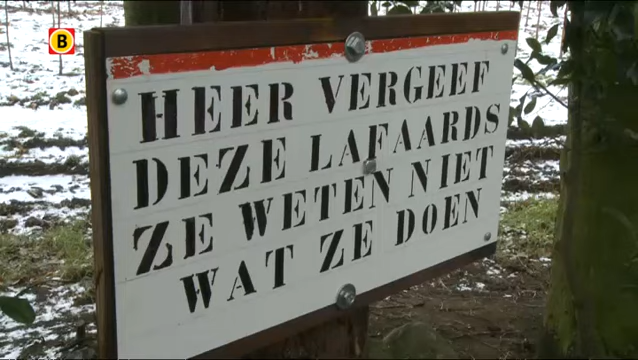 B
HEER VERGEEF
DEZE LAFAARDS
ZE WETEN NIET
WAT ZE DOEN